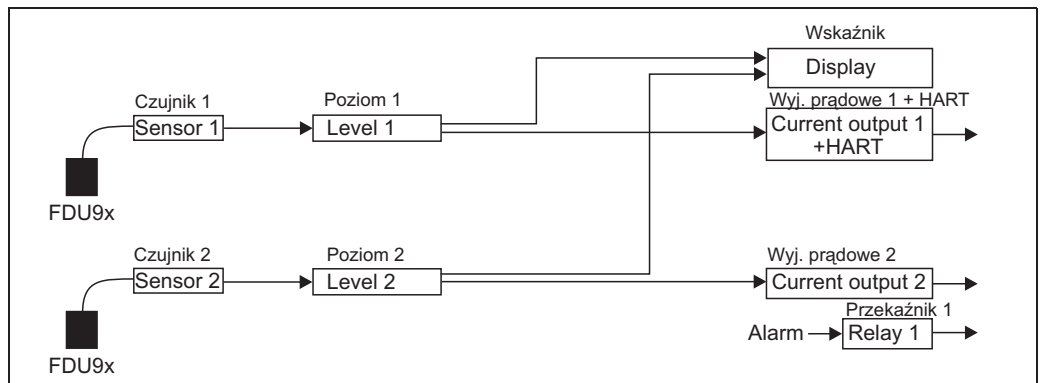 Wskaźnik
Display
Czujnik 1
Sensor 1
Poziom 1
Level 1
Wyj. prądowe 1 + HART
Current output 1
+HART
FDU9x
Czujnik 2
Sensor 2
Poziom 2
Level 2
Wyj. prądowe 2
Current output 2
Przekaźnik 1
Alarm
Relay 1
FDU9x